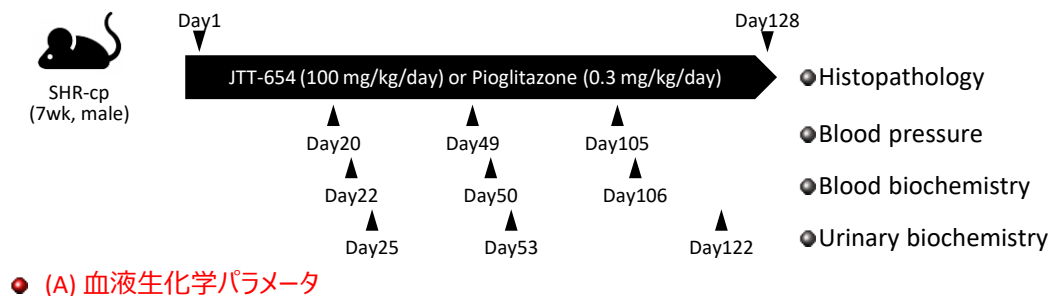 Day1
Day128
JTT-654 (100 mg/kg/day) or Pioglitazone (0.3 mg/kg/day)
SHR-cp
(7wk, male)
Day20
Day49
Day105
Day22
Day50
Day106
Day25
Day53
Day122
Histopathology
Blood pressure
Blood biochemistry
Urinary biochemistry
(A) 血液生化学パラメータ